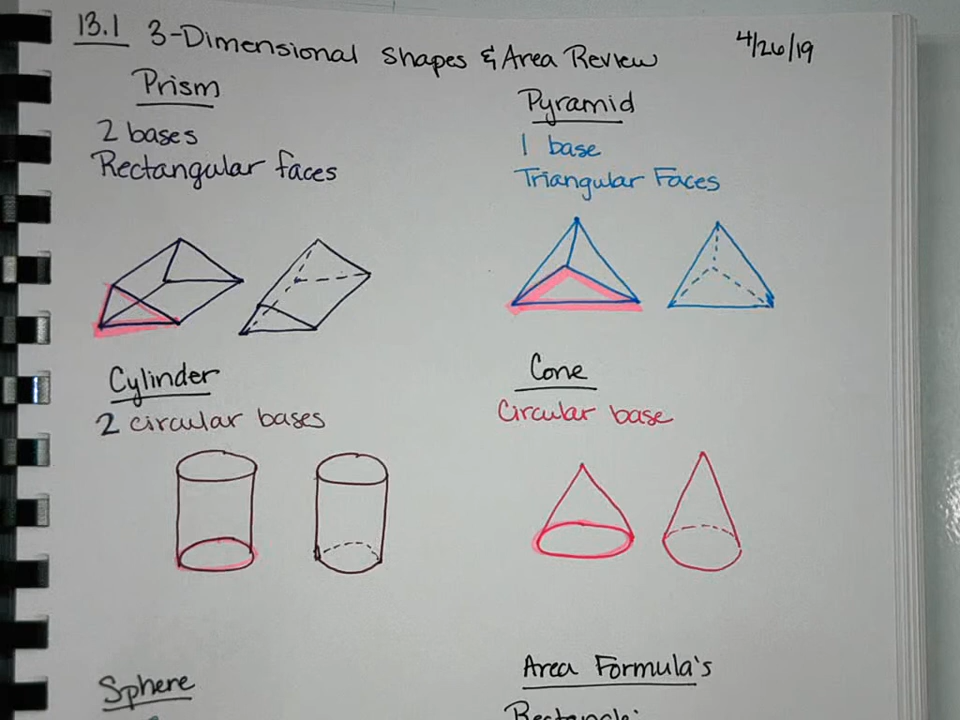 13.1 3-Dimensional Shapes & Area Review 4/26/19
Prism
2 bases
Rectangular faces
Pyramid
1 base
Triangular Faces
Cylinder
2 circular bases
Cone
Circular base
Sphere
Area Formula's
Rectangle: